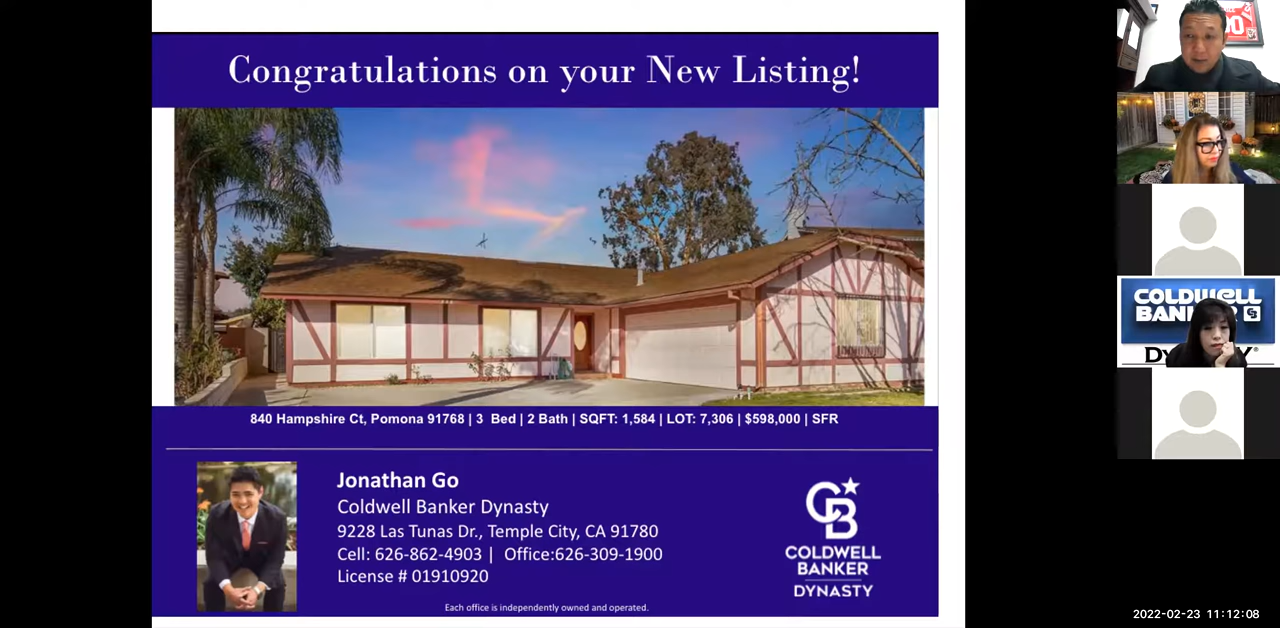 Congratulations on your New Listing!
840 Hampshire Ct, Pomona 91768 | 3  Bed | 2 Bath | SQFT: 1,584 | LOT: 7,306 | $598,000 | SFR
Jonathan Go
Coldwell Banker Dynasty
9228 Las Tunas Dr., Temple City, CA 91780
Cell: 626-862-4903 |  Office:626-309-1900
License # 01910920
Each office is independently owned and operated.
CB
COLDWELL
BANKER
DYNASTY
2022-02-23 11:12:08